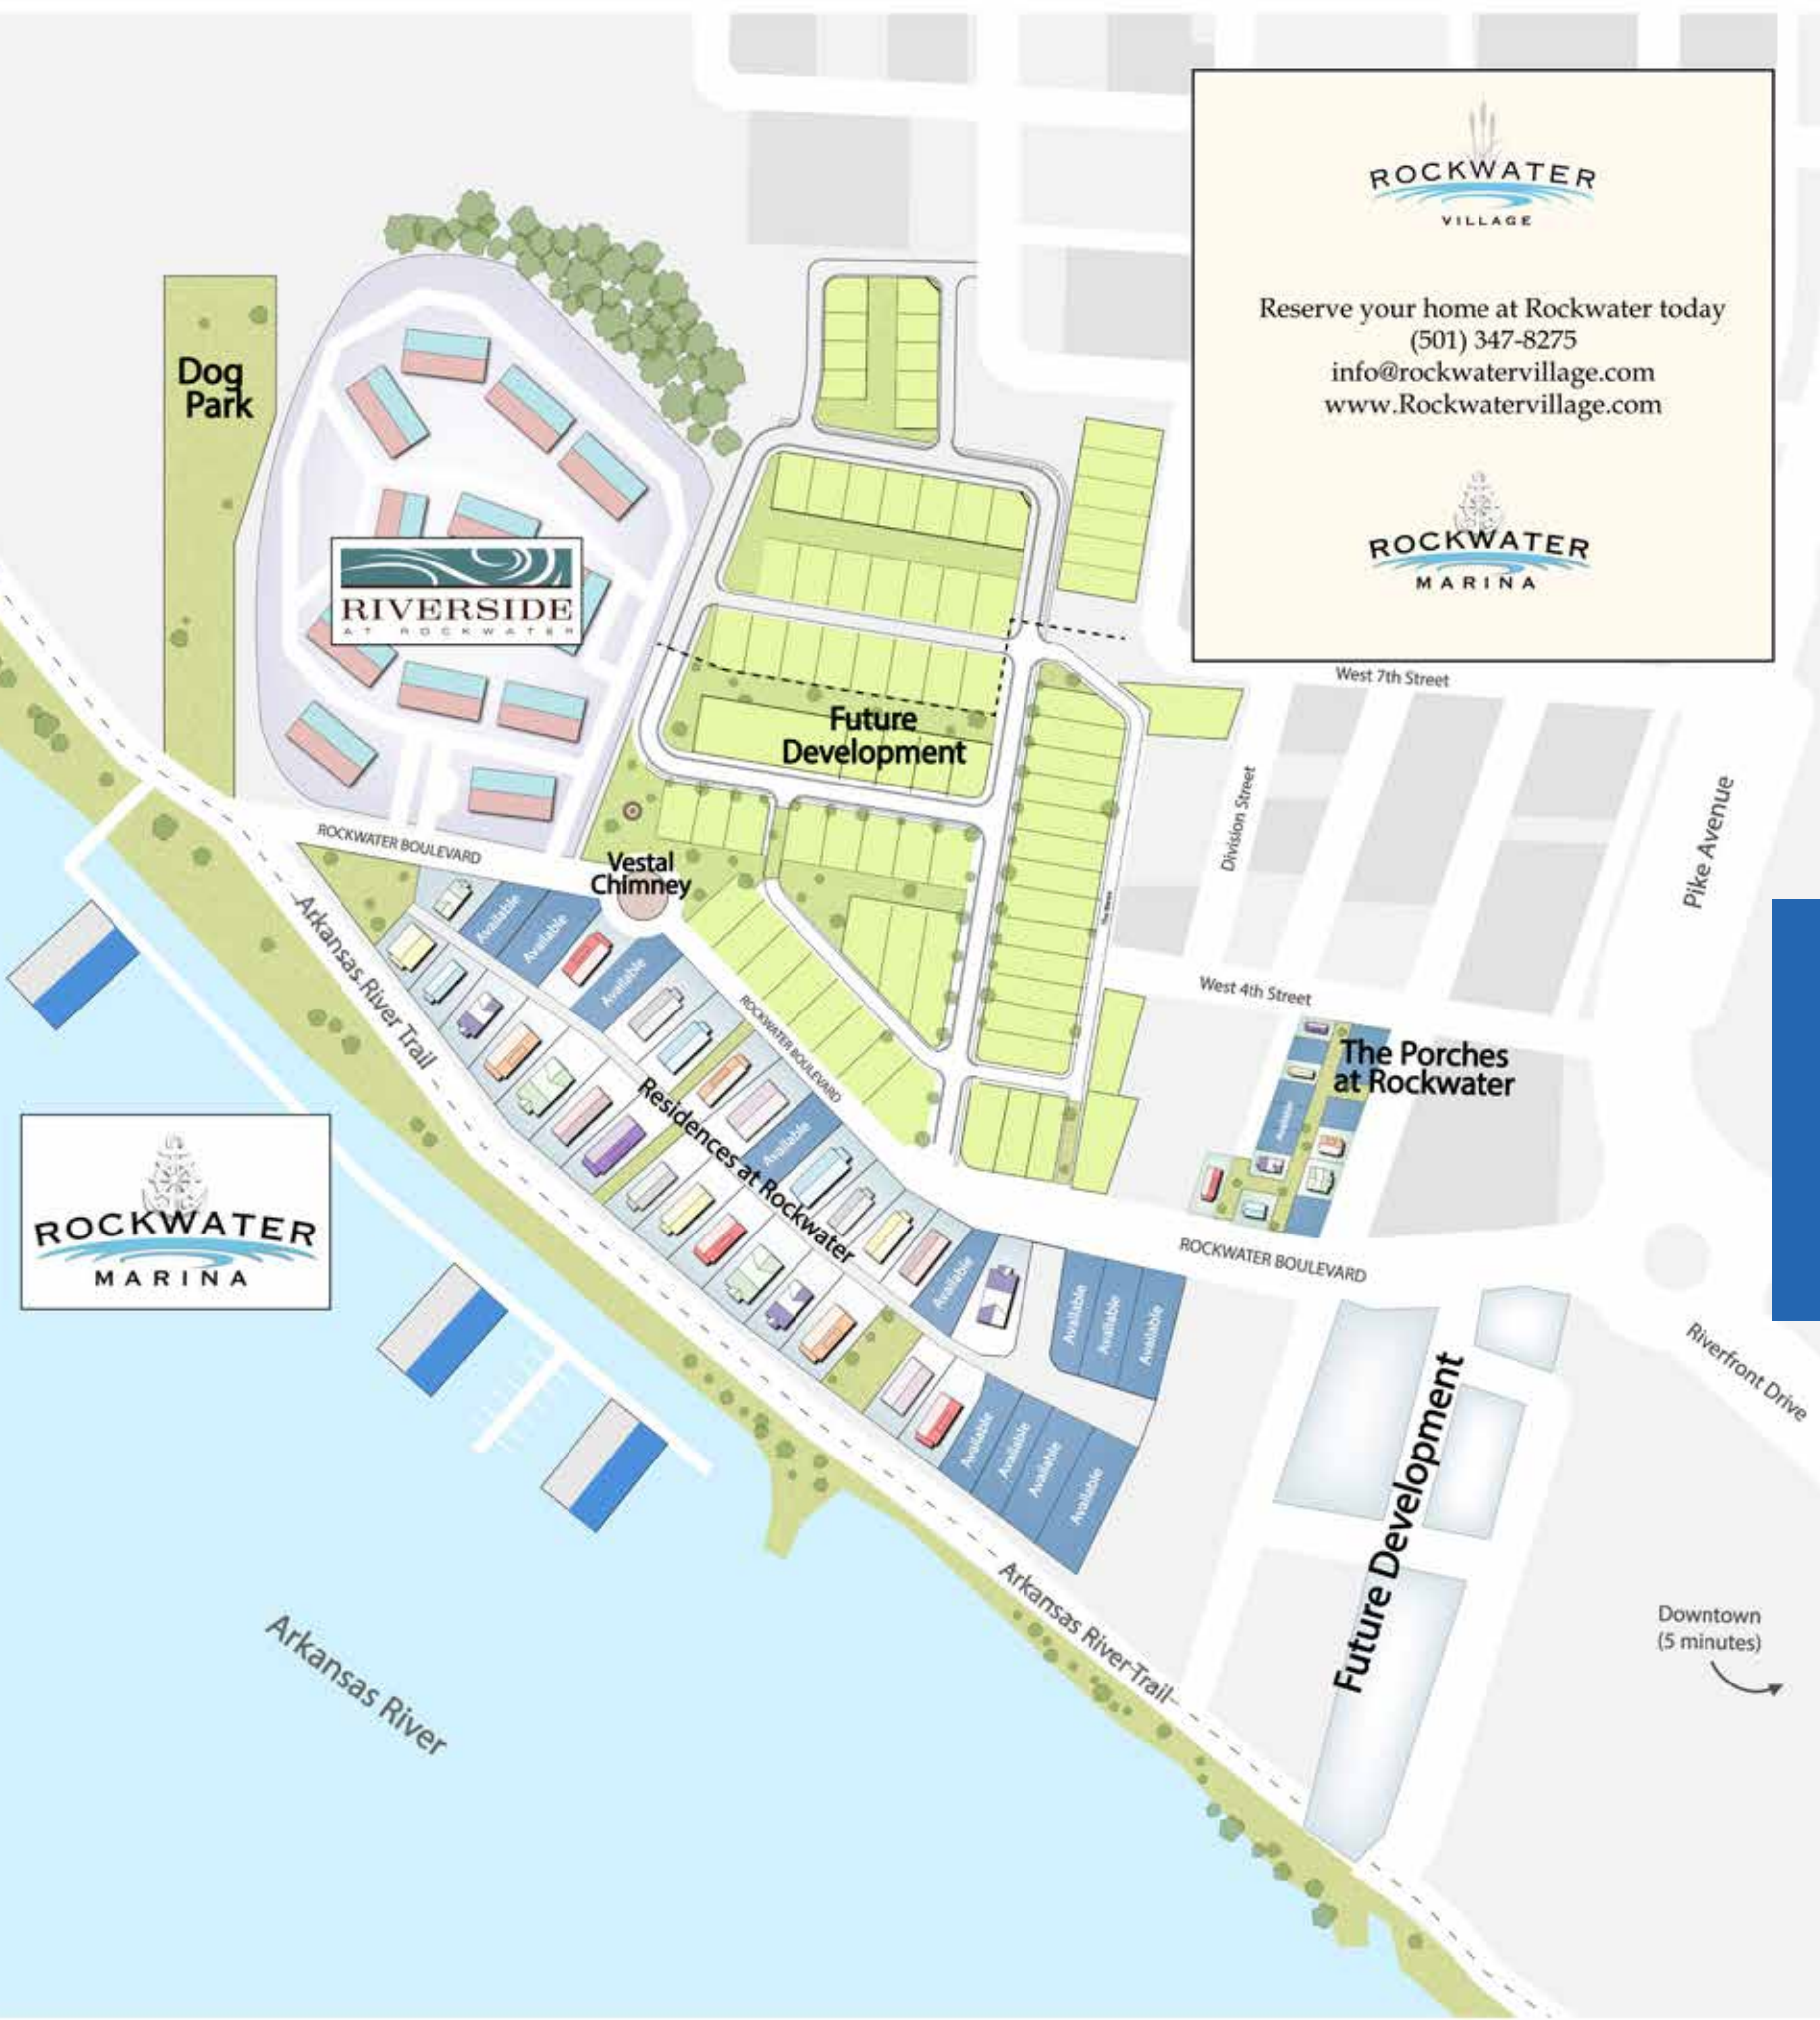 ROCKWATER
VILLAGE
Reserve your home at Rockwater today
(501) 347-8275
info@rockwatervillage.com
www.Rockwatervillage.com
ROCKWATER
MARINA
Dog
Park
RIVERSIDE
AT ROCKWATER
West 7th Street
Future
Development
Division Street
Pike Avenue
ROCKWATER BOULEVARD
Vestal
Chimney
Available
Available
Available
Arkansas River Trail
ROCKWATER BOULEVARD
West 4th Street
The Porches
at Rockwater
Available
Residences at Rockwater
Available
ROCKWATER
MARINA
ROCKWATER BOULEVARD
Available
Available
Available
Available
Riverfront Drive
Available
Available
Available
Available
Future Development
Arkansas River Trail
Arkansas River
Downtown
(5 minutes)